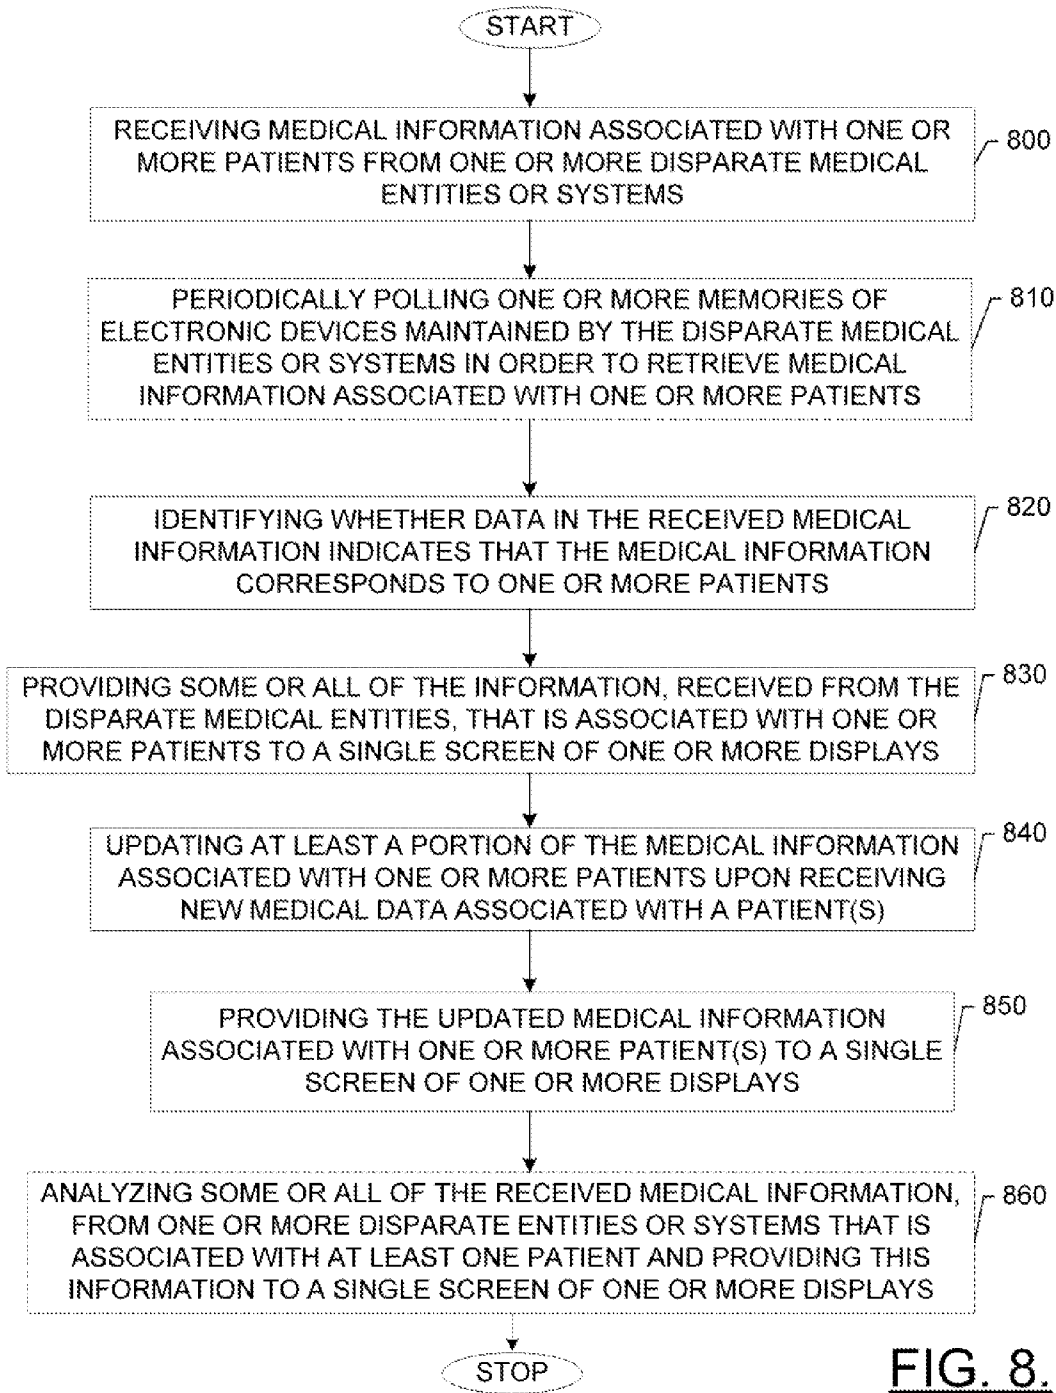 START
RECEIVING MEDICAL INFORMATION ASSOCIATED WITH ONE OR
MORE PATIENTS FROM ONE OR MORE DISPARATE MEDICAL
ENTITIES OR SYSTEMS
800
PERIODICALLY POLLING ONE OR MORE MEMORIES OF
ELECTRONIC DEVICES MAINTAINED BY THE DISPARATE MEDICAL
ENTITIES OR SYSTEMS IN ORDER TO RETRIEVE MEDICAL
INFORMATION ASSOCIATED WITH ONE OR MORE PATIENTS
810
IDENTIFYING WHETHER DATA IN THE RECEIVED MEDICAL
INFORMATION INDICATES THAT THE MEDICAL INFORMATION
CORRESPONDS TO ONE OR MORE PATIENTS
820
PROVIDING SOME OR ALL OF THE INFORMATION, RECEIVED FROM THE
DISPARATE MEDICAL ENTITIES, THAT IS ASSOCIATED WITH ONE OR
MORE PATIENTS TO A SINGLE SCREEN OF ONE OR MORE DISPLAYS
830
UPDATING AT LEAST A PORTION OF THE MEDICAL INFORMATION
ASSOCIATED WITH ONE OR MORE PATIENTS UPON RECEIVING
NEW MEDICAL DATA ASSOCIATED WITH A PATIENT(S)
840
PROVIDING THE UPDATED MEDICAL INFORMATION
ASSOCIATED WITH ONE OR MORE PATIENT(S) TO A SINGLE
SCREEN OF ONE OR MORE DISPLAYS
850
ANALYZING SOME OR ALL OF THE RECEIVED MEDICAL INFORMATION,
FROM ONE OR MORE DISPARATE ENTITIES OR SYSTEMS THAT IS
ASSOCIATED WITH AT LEAST ONE PATIENT AND PROVIDING THIS
INFORMATION TO A SINGLE SCREEN OF ONE OR MORE DISPLAYS
860
STOP
FIG. 8.